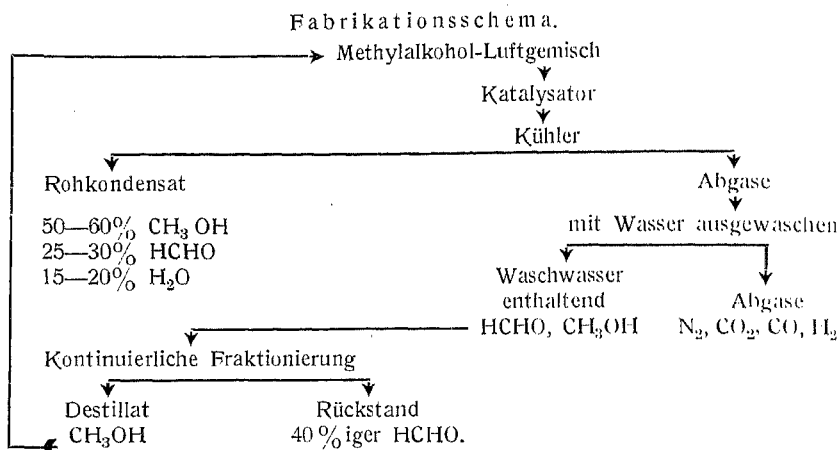 Fabrikationsschema.
Methylalkohol-Luftgemisch
Katalysator
Kühler
Rohkondensat
50—60% CH₃OH
25—30% HCHO
15—20% H₂O
Abgase
mit Wasser ausgewaschen
Waschwasser
enthaltend
HCHO, CH₃OH
Abgase
N₂, CO₂, CO, H₂
Kontinuierliche Fraktionierung
Destillat
CH₃OH
Rückstand
40%iger HCHO.